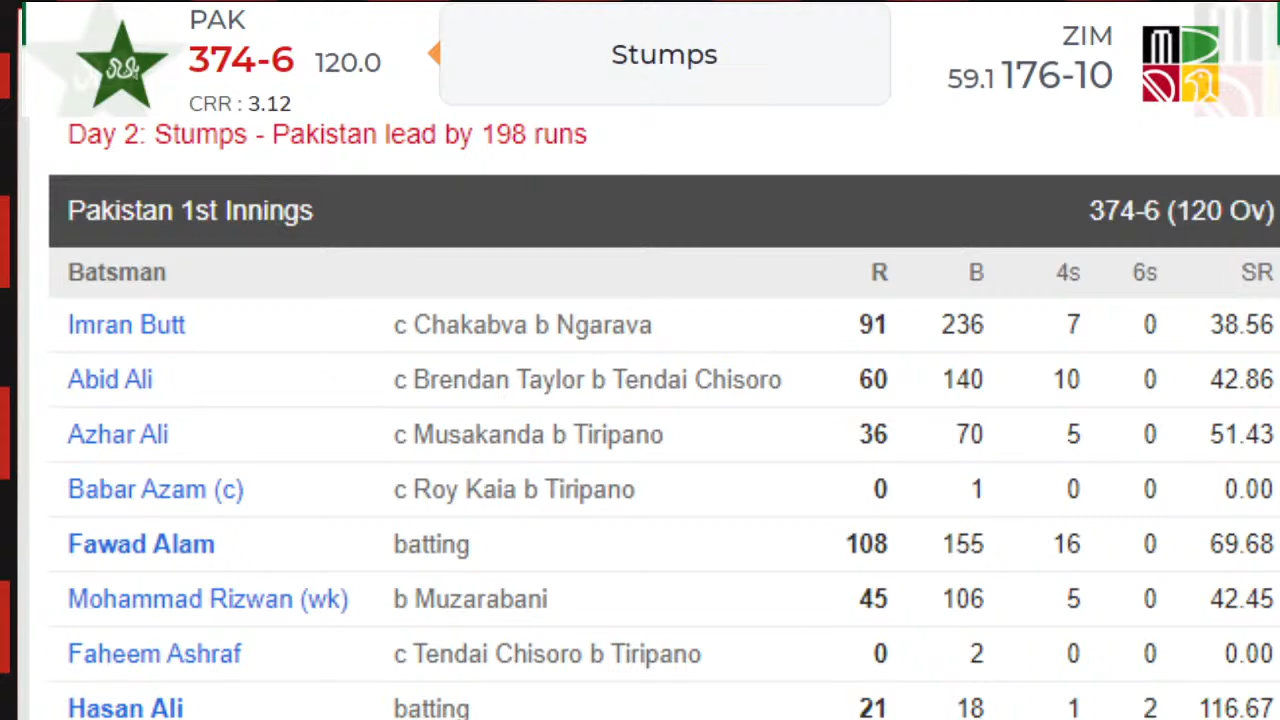 PAK
374-6 120.0
CRR : 3.12
Stumps
ZIM
59.1 176-10
Day 2: Stumps - Pakistan lead by 198 runs
Pakistan 1st Innings 374-6 (120 Ov)
Batsman R B 4s 6s SR
Imran Butt c Chakabva b Ngarava 91 236 7 0 38.56
Abid Ali c Brendan Taylor b Tendai Chisoro 60 140 10 0 42.86
Azhar Ali c Musakanda b Tiripano 36 70 5 0 51.43
Babar Azam (c) c Roy Kaia b Tiripano 0 1 0 0 0.00
Fawad Alam batting 108 155 16 0 69.68
Mohammad Rizwan (wk) b Muzarabani 45 106 5 0 42.45
Faheem Ashraf c Tendai Chisoro b Tiripano 0 2 0 0 0.00
Hasan Ali batting 21 18 1 2 116.67